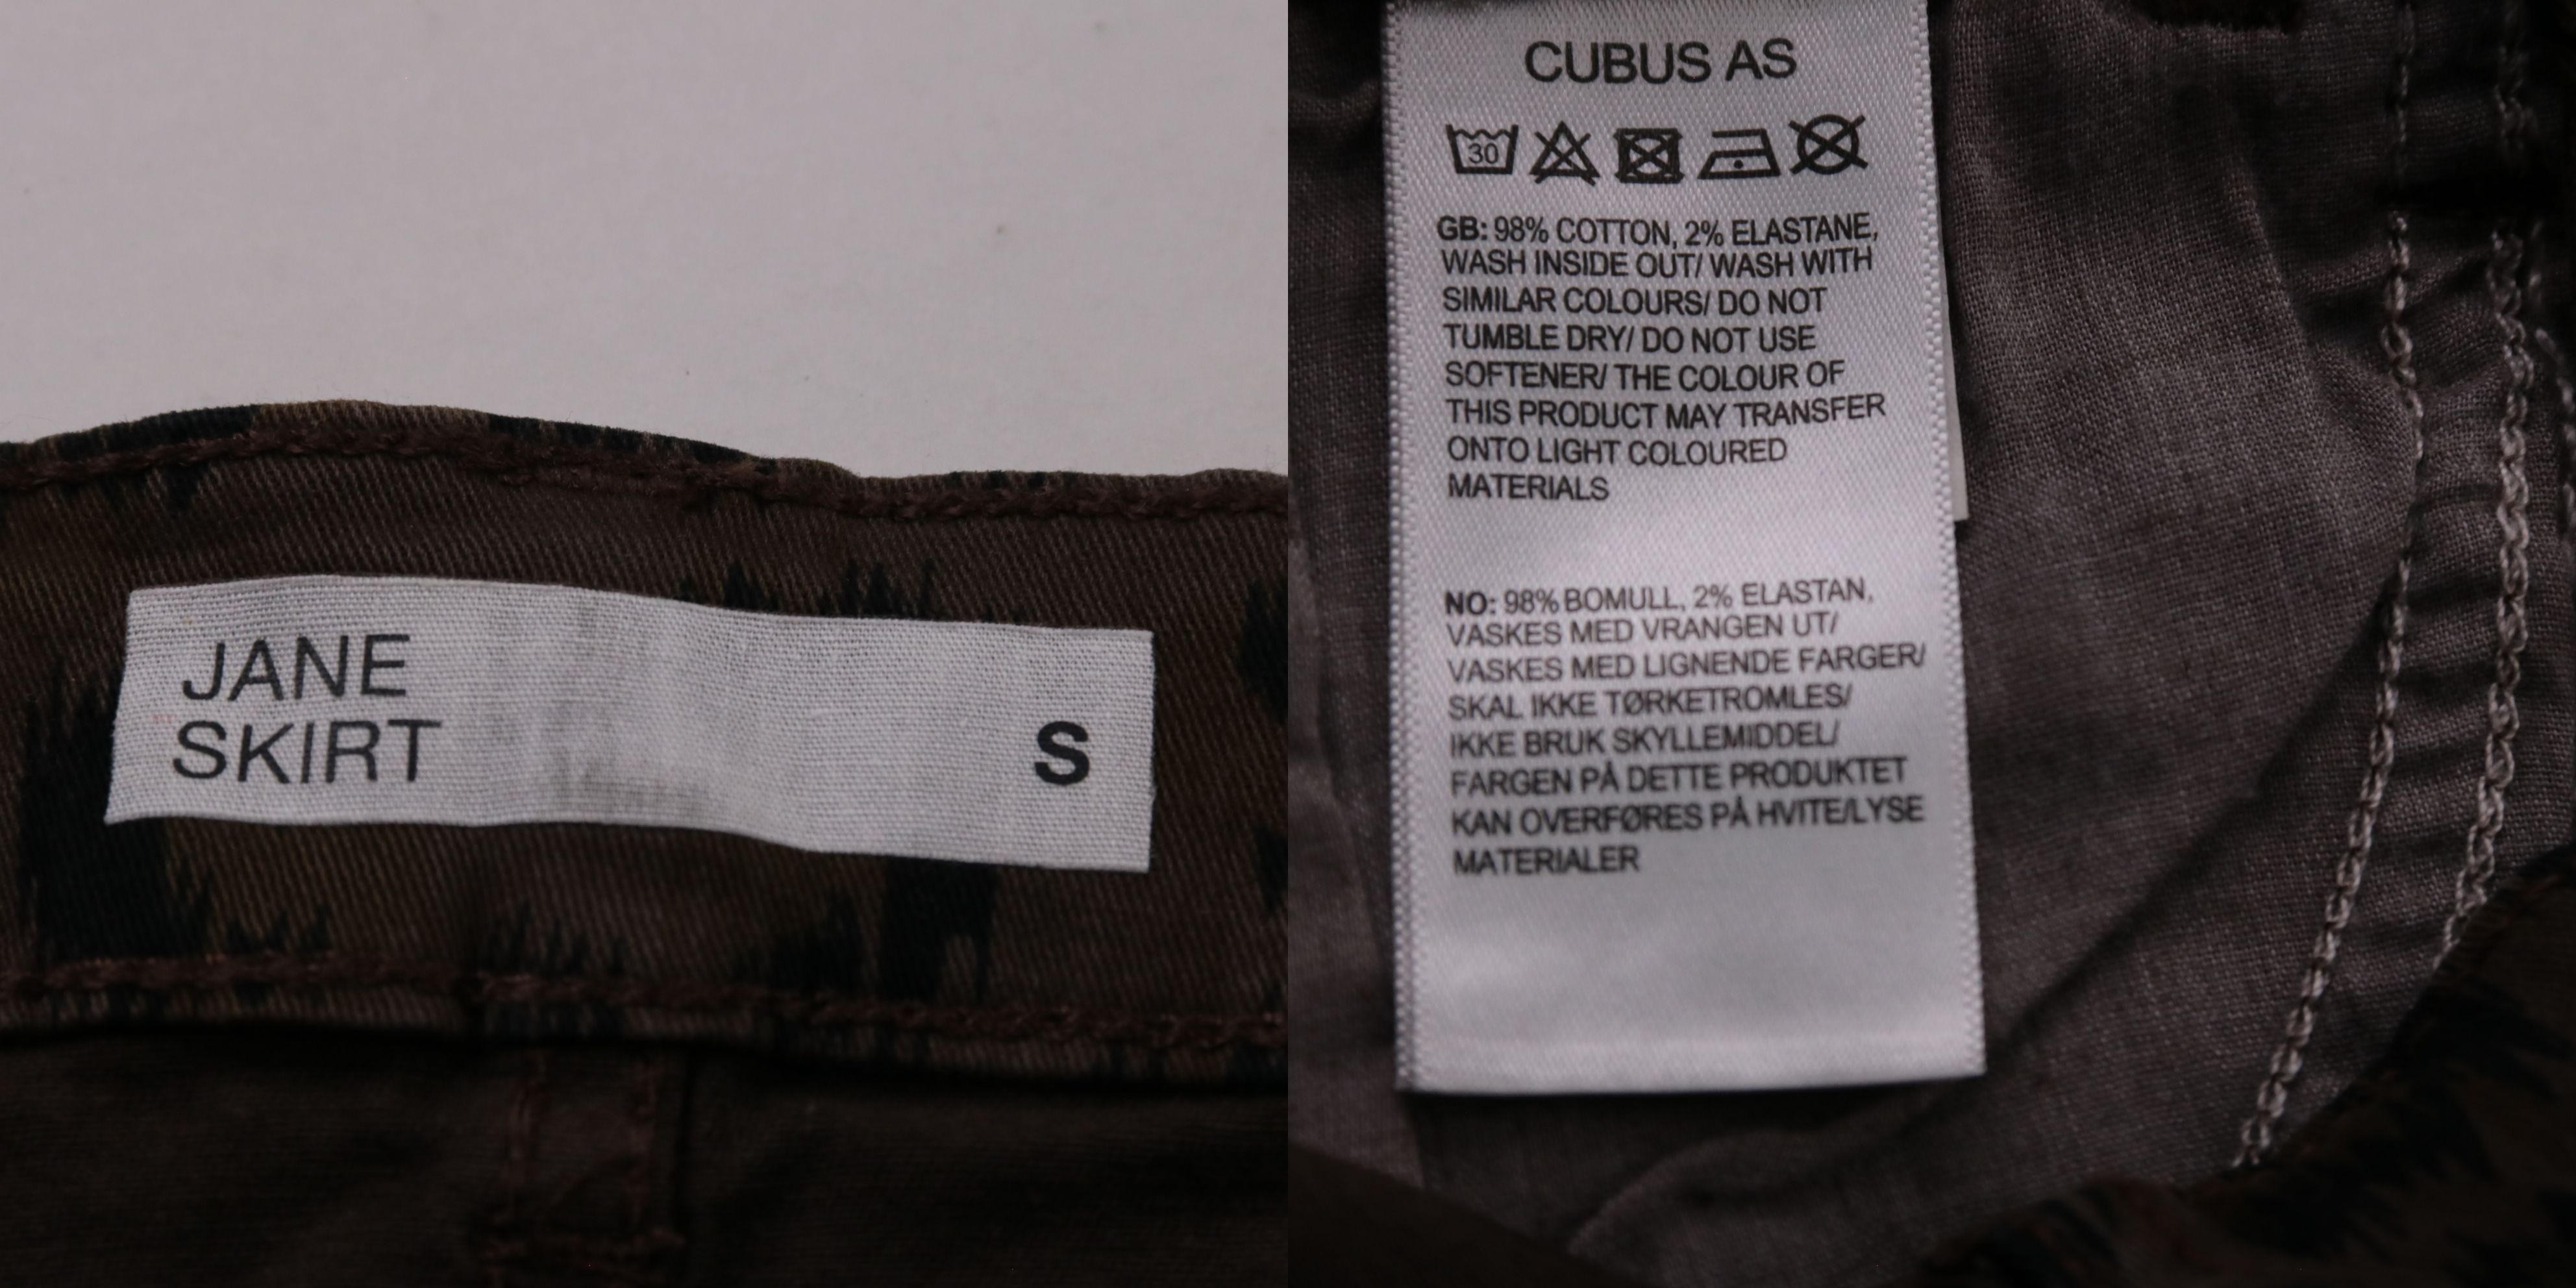 JANE
SKIRT
S
CUBUS AS
30
GB: 98% COTTON, 2% ELASTANE,
WASH INSIDE OUT/ WASH WITH
SIMILAR COLOURS/ DO NOT
TUMBLE DRY/ DO NOT USE
SOFTENER/ THE COLOUR OF
THIS PRODUCT MAY TRANSFER
ONTO LIGHT COLOURED
MATERIALS
NO: 98% BOMULL, 2% ELASTAN,
VASKES MED VRANGEN UT/
VASKES MED LIGNENDE FARGER/
SKAL IKKE TØRKETROMLES/
IKKE BRUK SKYLLEMIDDEL/
FARGEN PÅ DETTE PRODUKTET
KAN OVERFØRES PÅ HVITE/LYSE
MATERIALER